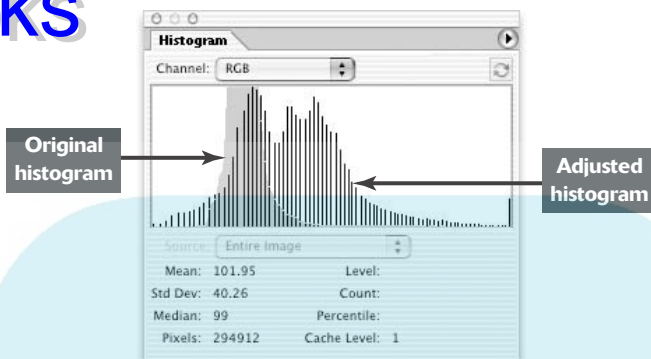 KS
Histogram
Channel: RGB
Original
histogram
Adjusted
histogram
Source: Entire Image
Mean: 101.95 Level:
Std Dev: 40.26 Count:
Median: 99 Percentile:
Pixels: 294912 Cache Level: 1